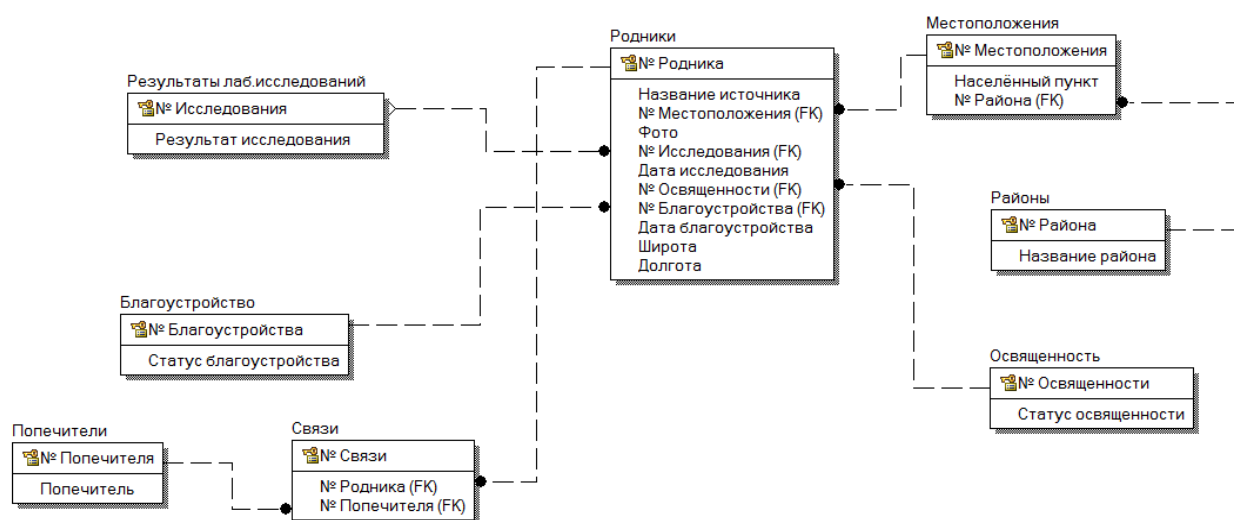 Родники
№ Родника
Название источника
№ Местоположения (FK)
Фото
№ Исследования (FK)
Дата исследования
№ Освященности (FK)
№ Благоустройства (FK)
Дата благоустройства
Широта
Долгота
Местоположения
№ Местоположения
Населённый пункт
№ Района (FK)
Результаты лаб.исследований
№ Исследования
Результат исследования
Районы
№ Района
Название района
Благоустройство
№ Благоустройства
Статус благоустройства
Освященность
№ Освященности
Статус освященности
Попечители
№ Попечителя
Попечитель
Связи
№ Связи
№ Родника (FK)
№ Попечителя (FK)